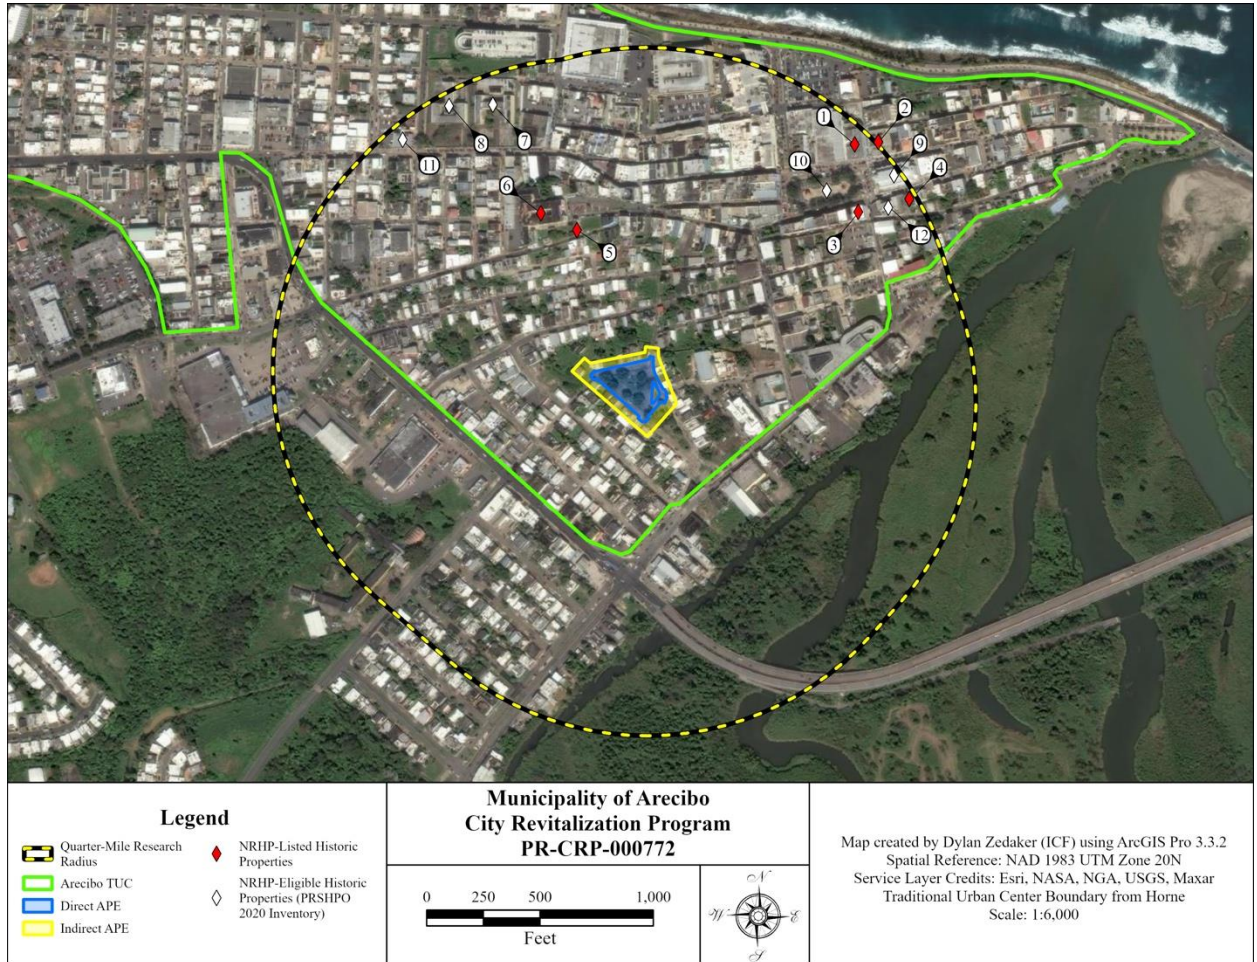 1
2
8
7
9
11
10
4
6
3
12
5
Legend
Quarter-Mile Research
Radius
Arecibo TUC
Direct APE
Indirect APE
NRHP-Listed Historic
Properties
NRHP-Eligible Historic
Properties (PRSHPO
2020 Inventory)
Municipality of Arecibo
City Revitalization Program
PR-CRP-000772
0 250 500 1,000
Feet
N
W E
S
Map created by Dylan Zedaker (ICF) using ArcGIS Pro 3.3.2
Spatial Reference: NAD 1983 UTM Zone 20N
Service Layer Credits: Esri, NASA, NGA, USGS, Maxar
Traditional Urban Center Boundary from Horne
Scale: 1:6,000